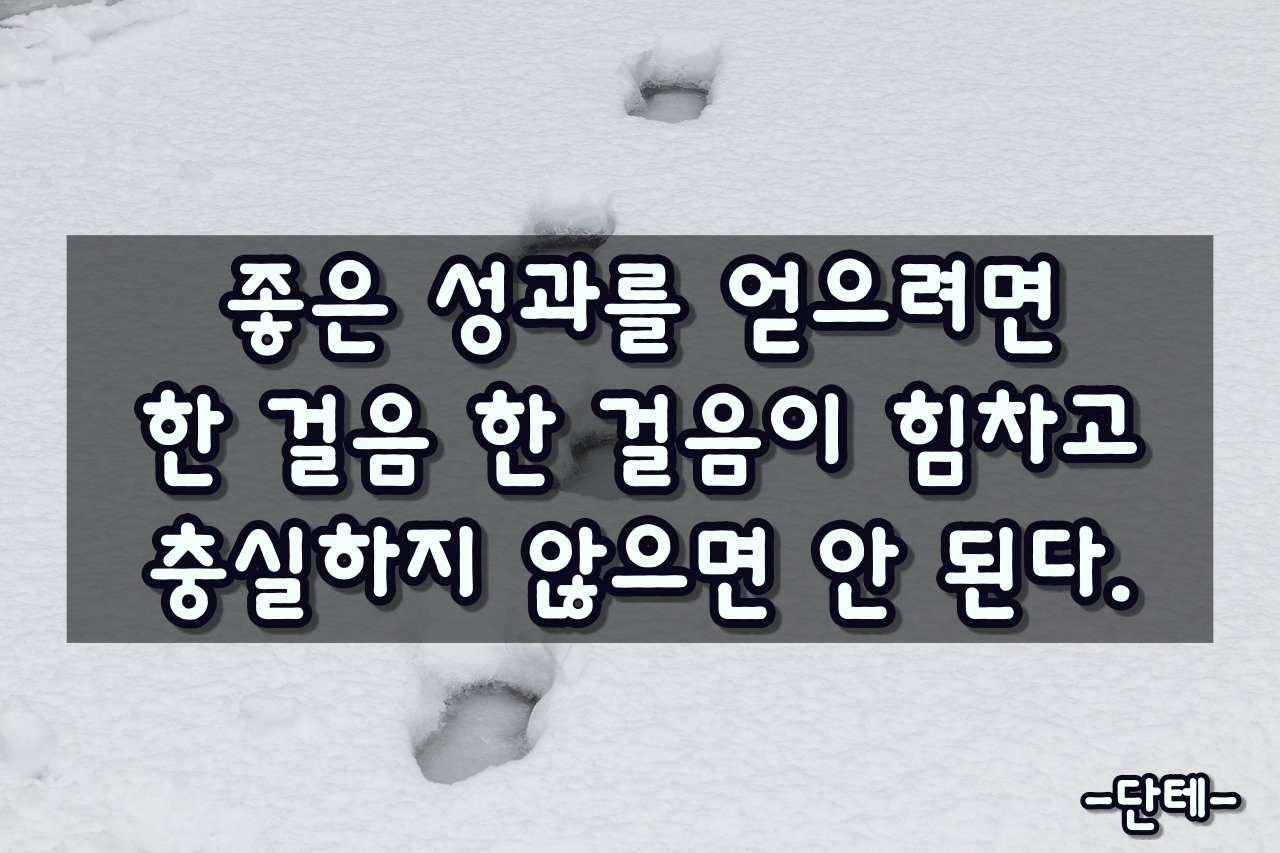 좋은 성과를 얻으려면
한 걸음 한 걸음이 힘차고
충실하지 않으면 안 된다.
-단테-